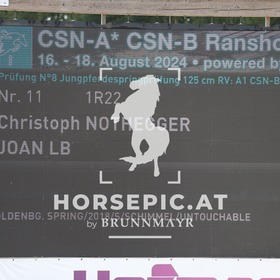 CSN-A* CSN-B Ransho
16. - 18. August 2024 • powered b
Prüfung N°8 Jungpferdespringprüfung 125 cm RV: A1 CSN-B
Nr. 11 1R22
Christoph NOTHEGGER
JOAN LB
HORSEPIC.AT
OLDENBG. SPRING/2018/S/SCHIMMEL/UNTOUCHABLE
by BRUNNMAYR